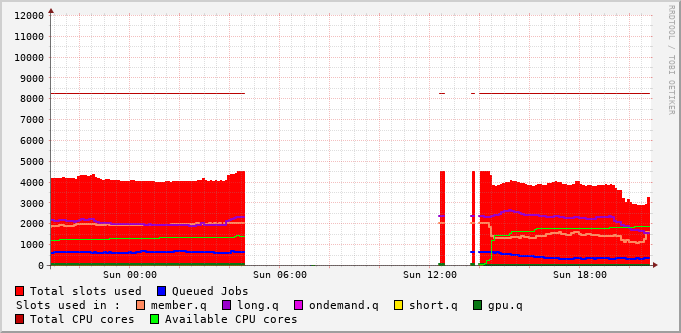 RRDTOOL / TOBI OETIKER
12000
11000
10000
9000
8000
7000
6000
5000
4000
3000
2000
1000
0
Sun 00:00 Sun 06:00 Sun 12:00 Sun 18:00
Total slots used Queued Jobs
Slots used in : member.q long.q ondemand.q short.q gpu.q
Total CPU cores Available CPU cores